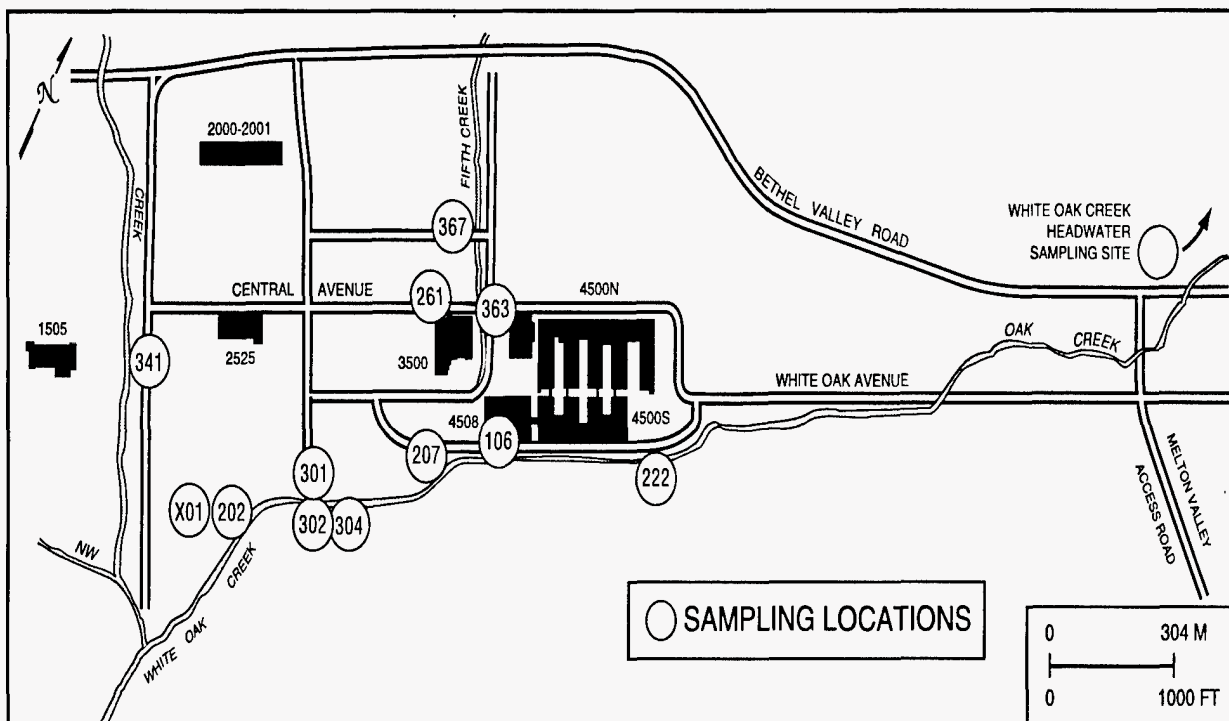 N
2000-2001
CREEK
FIFTH CREEK
367
BETHEL VALLEY ROAD
WHITE OAK CREEK
HEADWATER
SAMPLING SITE
CENTRAL AVENUE
261
363
4500N
1505
341
2525
3500
OAK CREEK
WHITE OAK AVENUE
4508
4500S
207
106
222
301
X01
202
302
304
NW
WHITE OAK CREEK
MELTON VALLEY
ACCESS ROAD
SAMPLING LOCATIONS
0 304 M
0 1000 FT